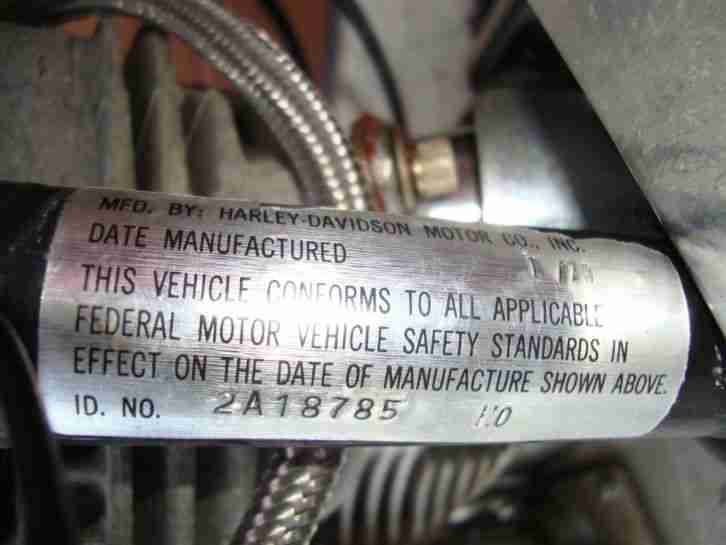 MFD. BY: HARLEY-DAVIDSON MOTOR CO., INC.
DATE MANUFACTURED
THIS VEHICLE CONFORMS TO ALL APPLICABLE
FEDERAL MOTOR VEHICLE SAFETY STANDARDS IN
EFFECT ON THE DATE OF MANUFACTURE SHOWN ABOVE.
ID. NO. 2A18785 H0